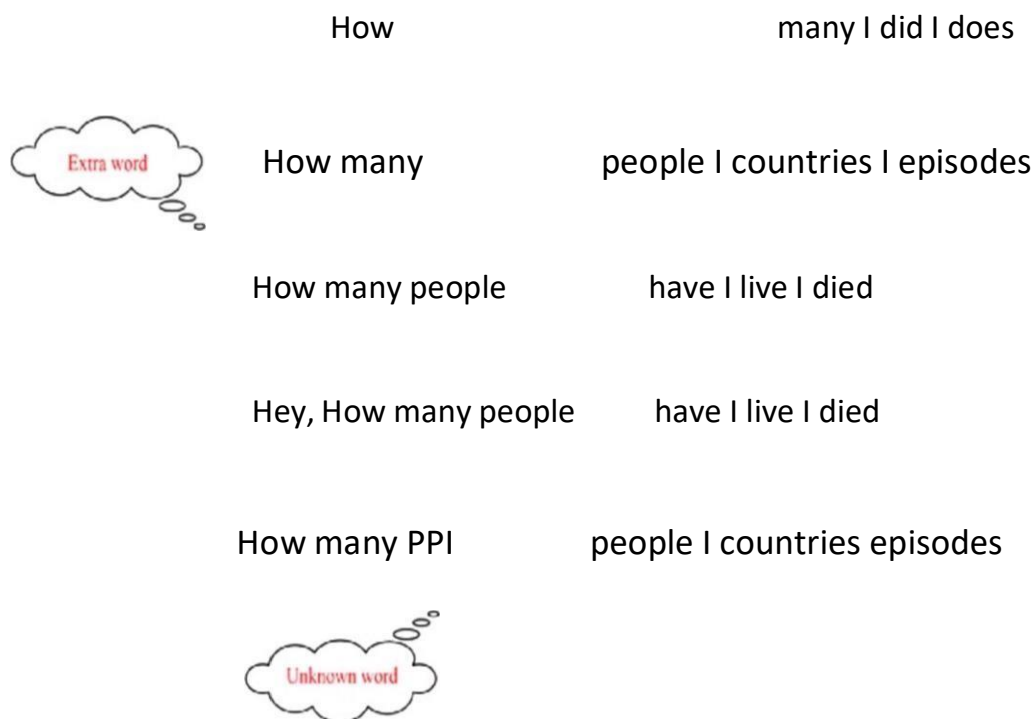 How many I did I does
Extra word
How many people I countries I episodes
How many people have I live I died
Hey, How many people have I live I died
How many PPI people I countries episodes
Unknown word